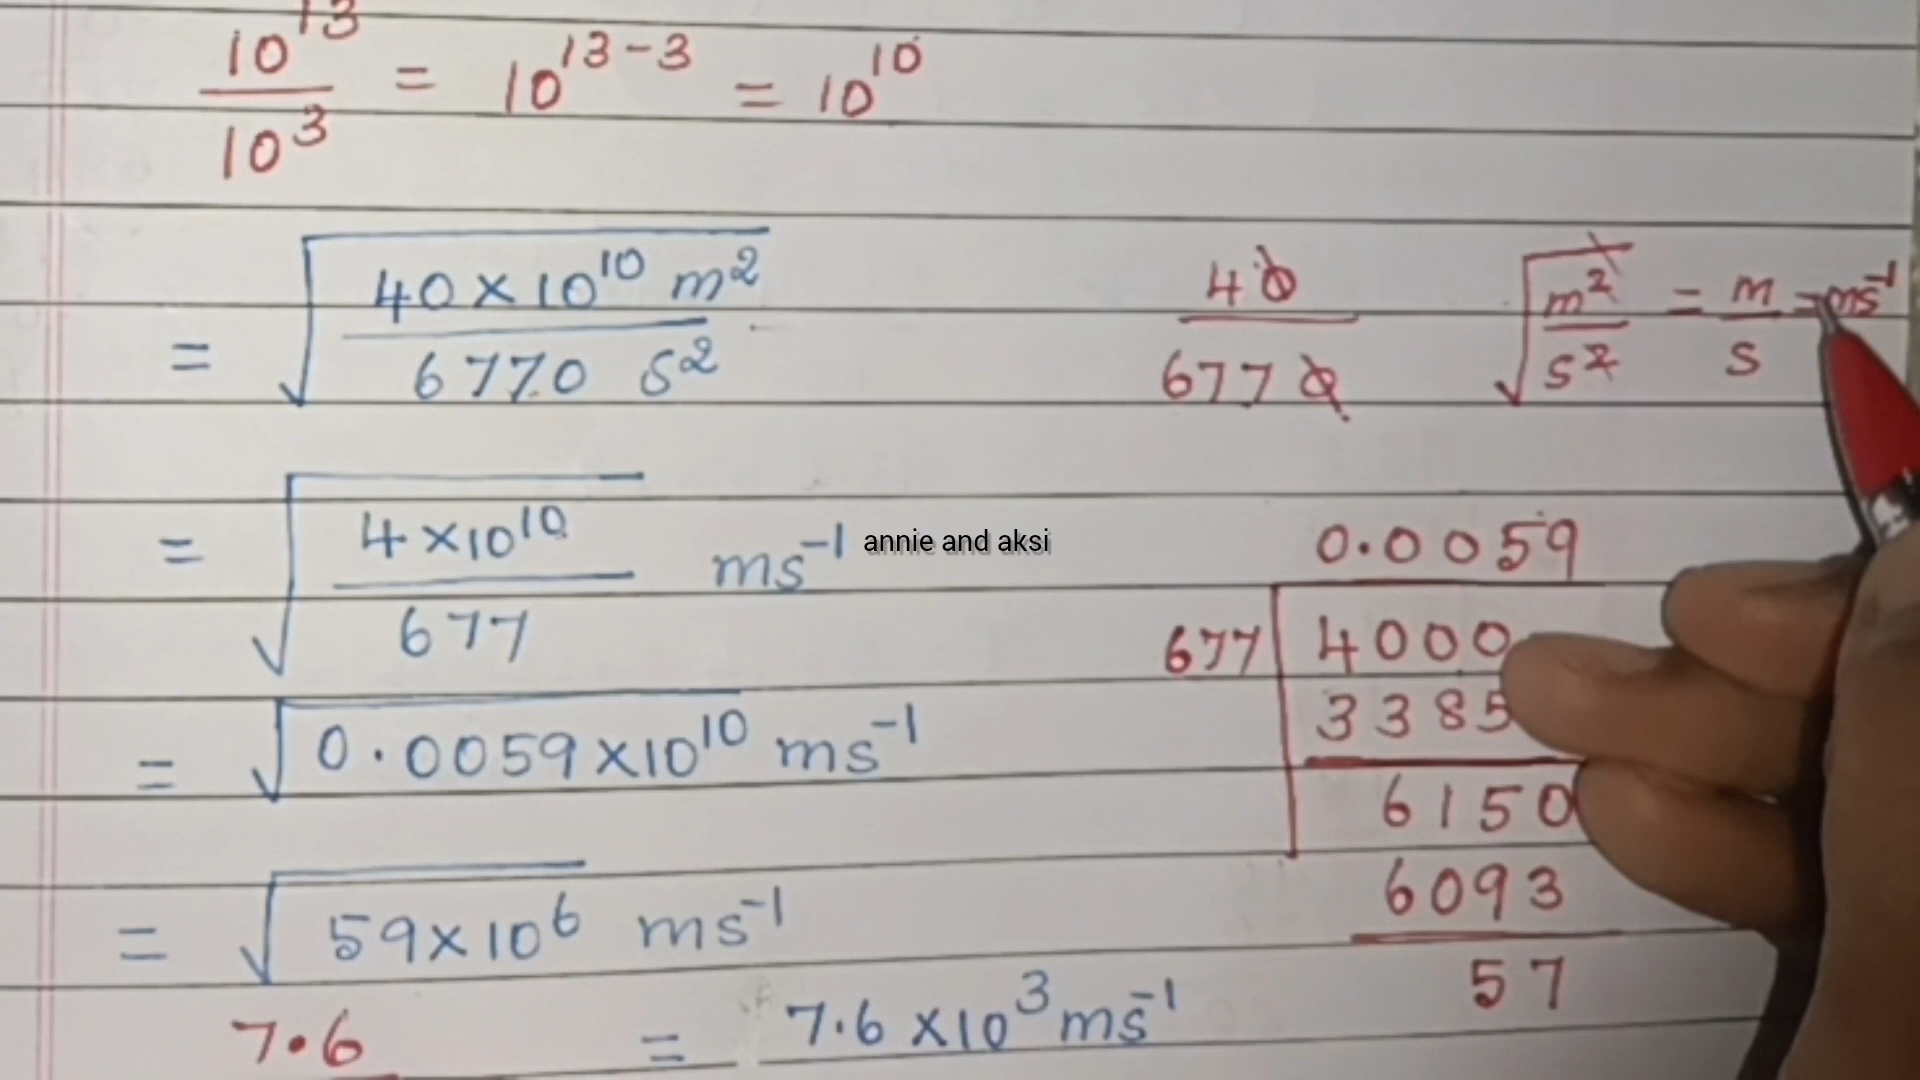 10^13 / 10^3 = 10^13-3 = 10^10
= √(40 × 10^10 m² / 6770 s²)
40 / 6770
√(m² / s²) = m / s = ms⁻¹
= √(4 × 10^10 / 677) ms⁻¹
annie and aksi
= √(0.0059 × 10^10) ms⁻¹
= √(59 × 10^6) ms⁻¹
7.6
= 7.6 × 10³ ms⁻¹
0.0059
677 4000
3385
6150
6093
57